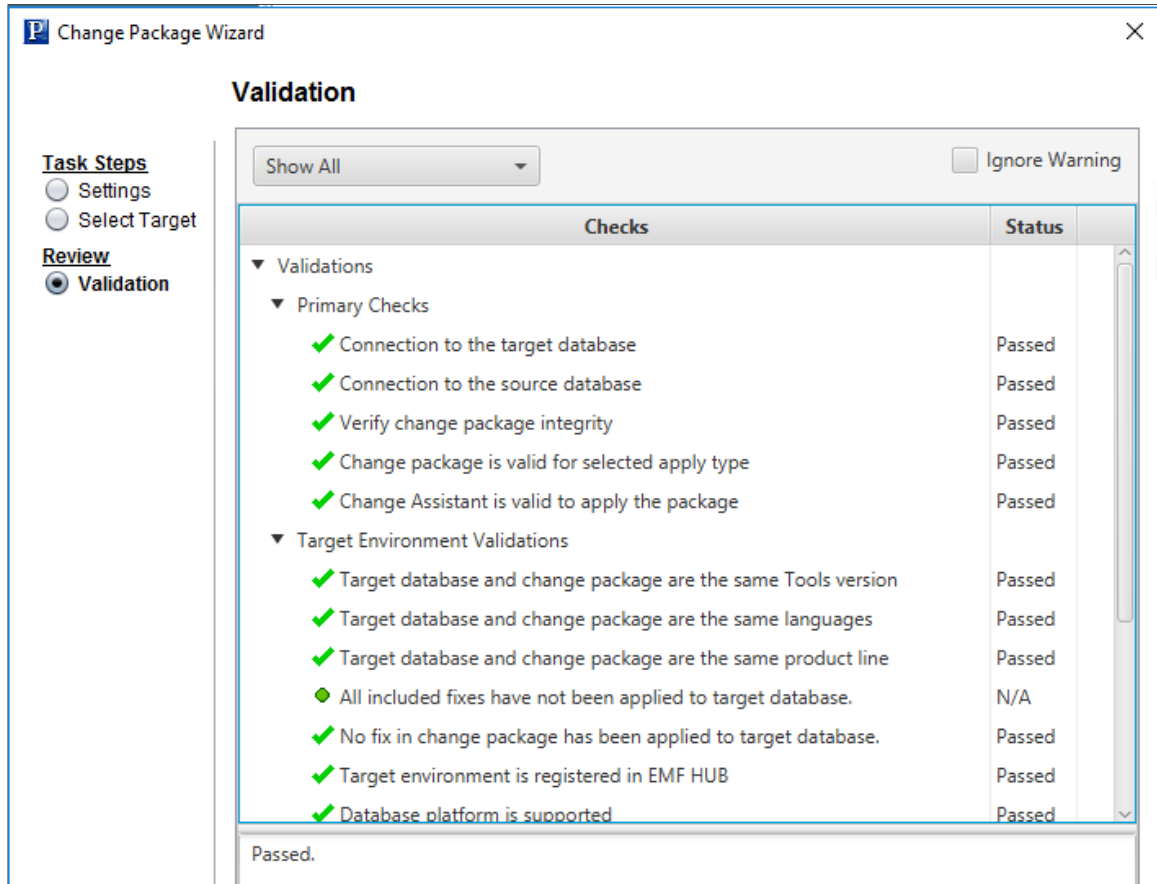 P Change Package Wizard
Validation
Task Steps
Settings
Select Target
Review
Validation
Show All
Ignore Warning
Checks Status
Validations
Primary Checks
Connection to the target database Passed
Connection to the source database Passed
Verify change package integrity Passed
Change package is valid for selected apply type Passed
Change Assistant is valid to apply the package Passed
Target Environment Validations
Target database and change package are the same Tools version Passed
Target database and change package are the same languages Passed
Target database and change package are the same product line Passed
All included fixes have not been applied to target database. N/A
No fix in change package has been applied to target database. Passed
Target environment is registered in EMF HUB Passed
Database platform is supported Passed
Passed.